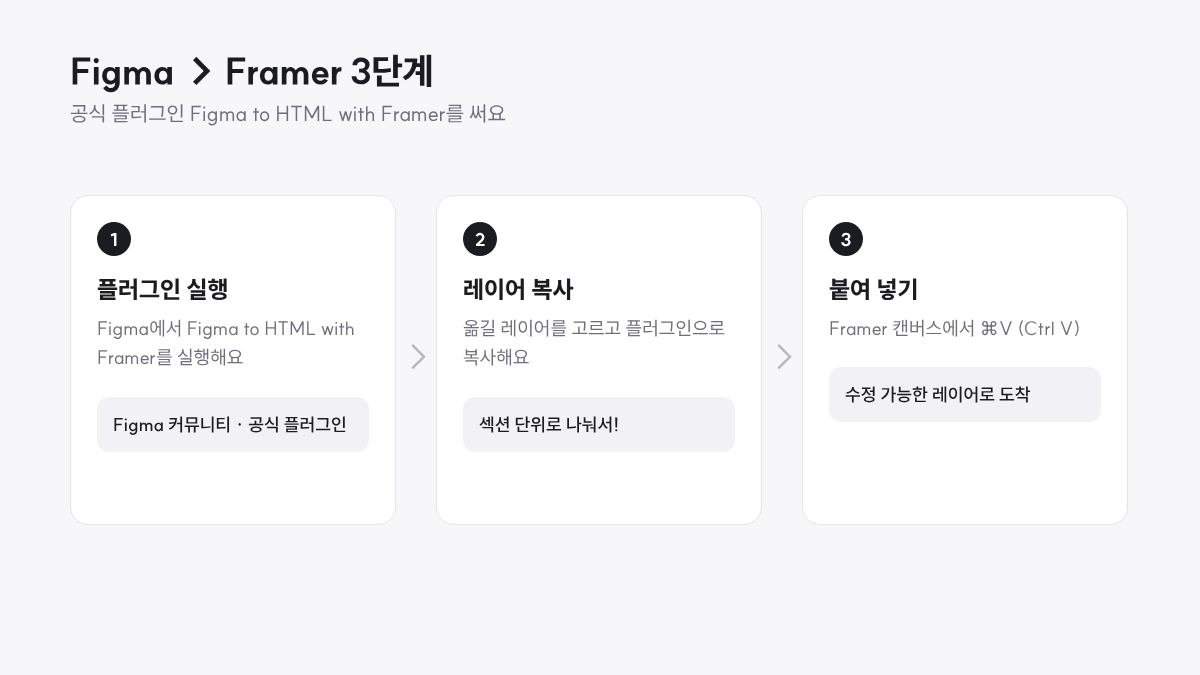 Figma > Framer 3단계
공식 플러그인 Figma to HTML with Framer를 써요
1
플러그인 실행
Figma에서 Figma to HTML with
Framer를 실행해요
Figma 커뮤니티 · 공식 플러그인
2
레이어 복사
옮길 레이어를 고르고 플러그인으로
복사해요
섹션 단위로 나눠서!
3
붙여 넣기
Framer 캔버스에서 ⌘V (Ctrl V)
수정 가능한 레이어로 도착